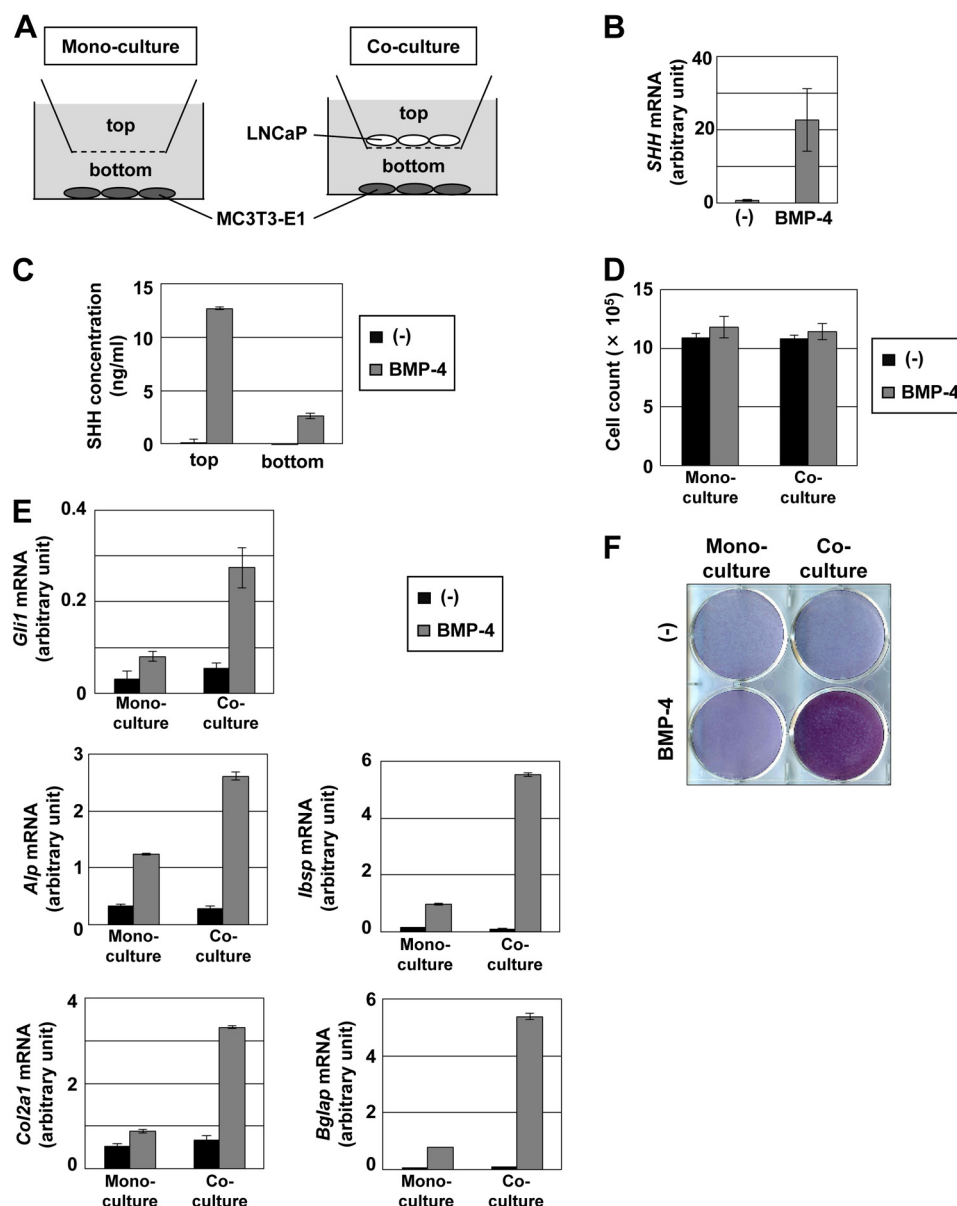 A
Mono-culture
Co-culture
top
bottom
LNCaP
top
bottom
MC3T3-E1
B
SHH mRNA
(arbitrary unit)
40
20
0
(-)
BMP-4
C
SHH concentration
(ng/ml)
15
10
5
0
top
bottom
(-)
BMP-4
D
Cell count (× 10⁵)
15
10
5
0
Mono-
culture
Co-
culture
(-)
BMP-4
E
Gli1 mRNA
(arbitrary unit)
0.4
0.2
0
Mono-
culture
Co-
culture
(-)
BMP-4
Alp mRNA
(arbitrary unit)
3
2
1
0
Mono-
culture
Co-
culture
Ibsp mRNA
(arbitrary unit)
6
4
2
0
Mono-
culture
Co-
culture
Col2a1 mRNA
(arbitrary unit)
4
2
0
Mono-
culture
Co-
culture
Bglap mRNA
(arbitrary unit)
6
4
2
0
Mono-
culture
Co-
culture
F
Mono-
culture
Co-
culture
(-)
BMP-4